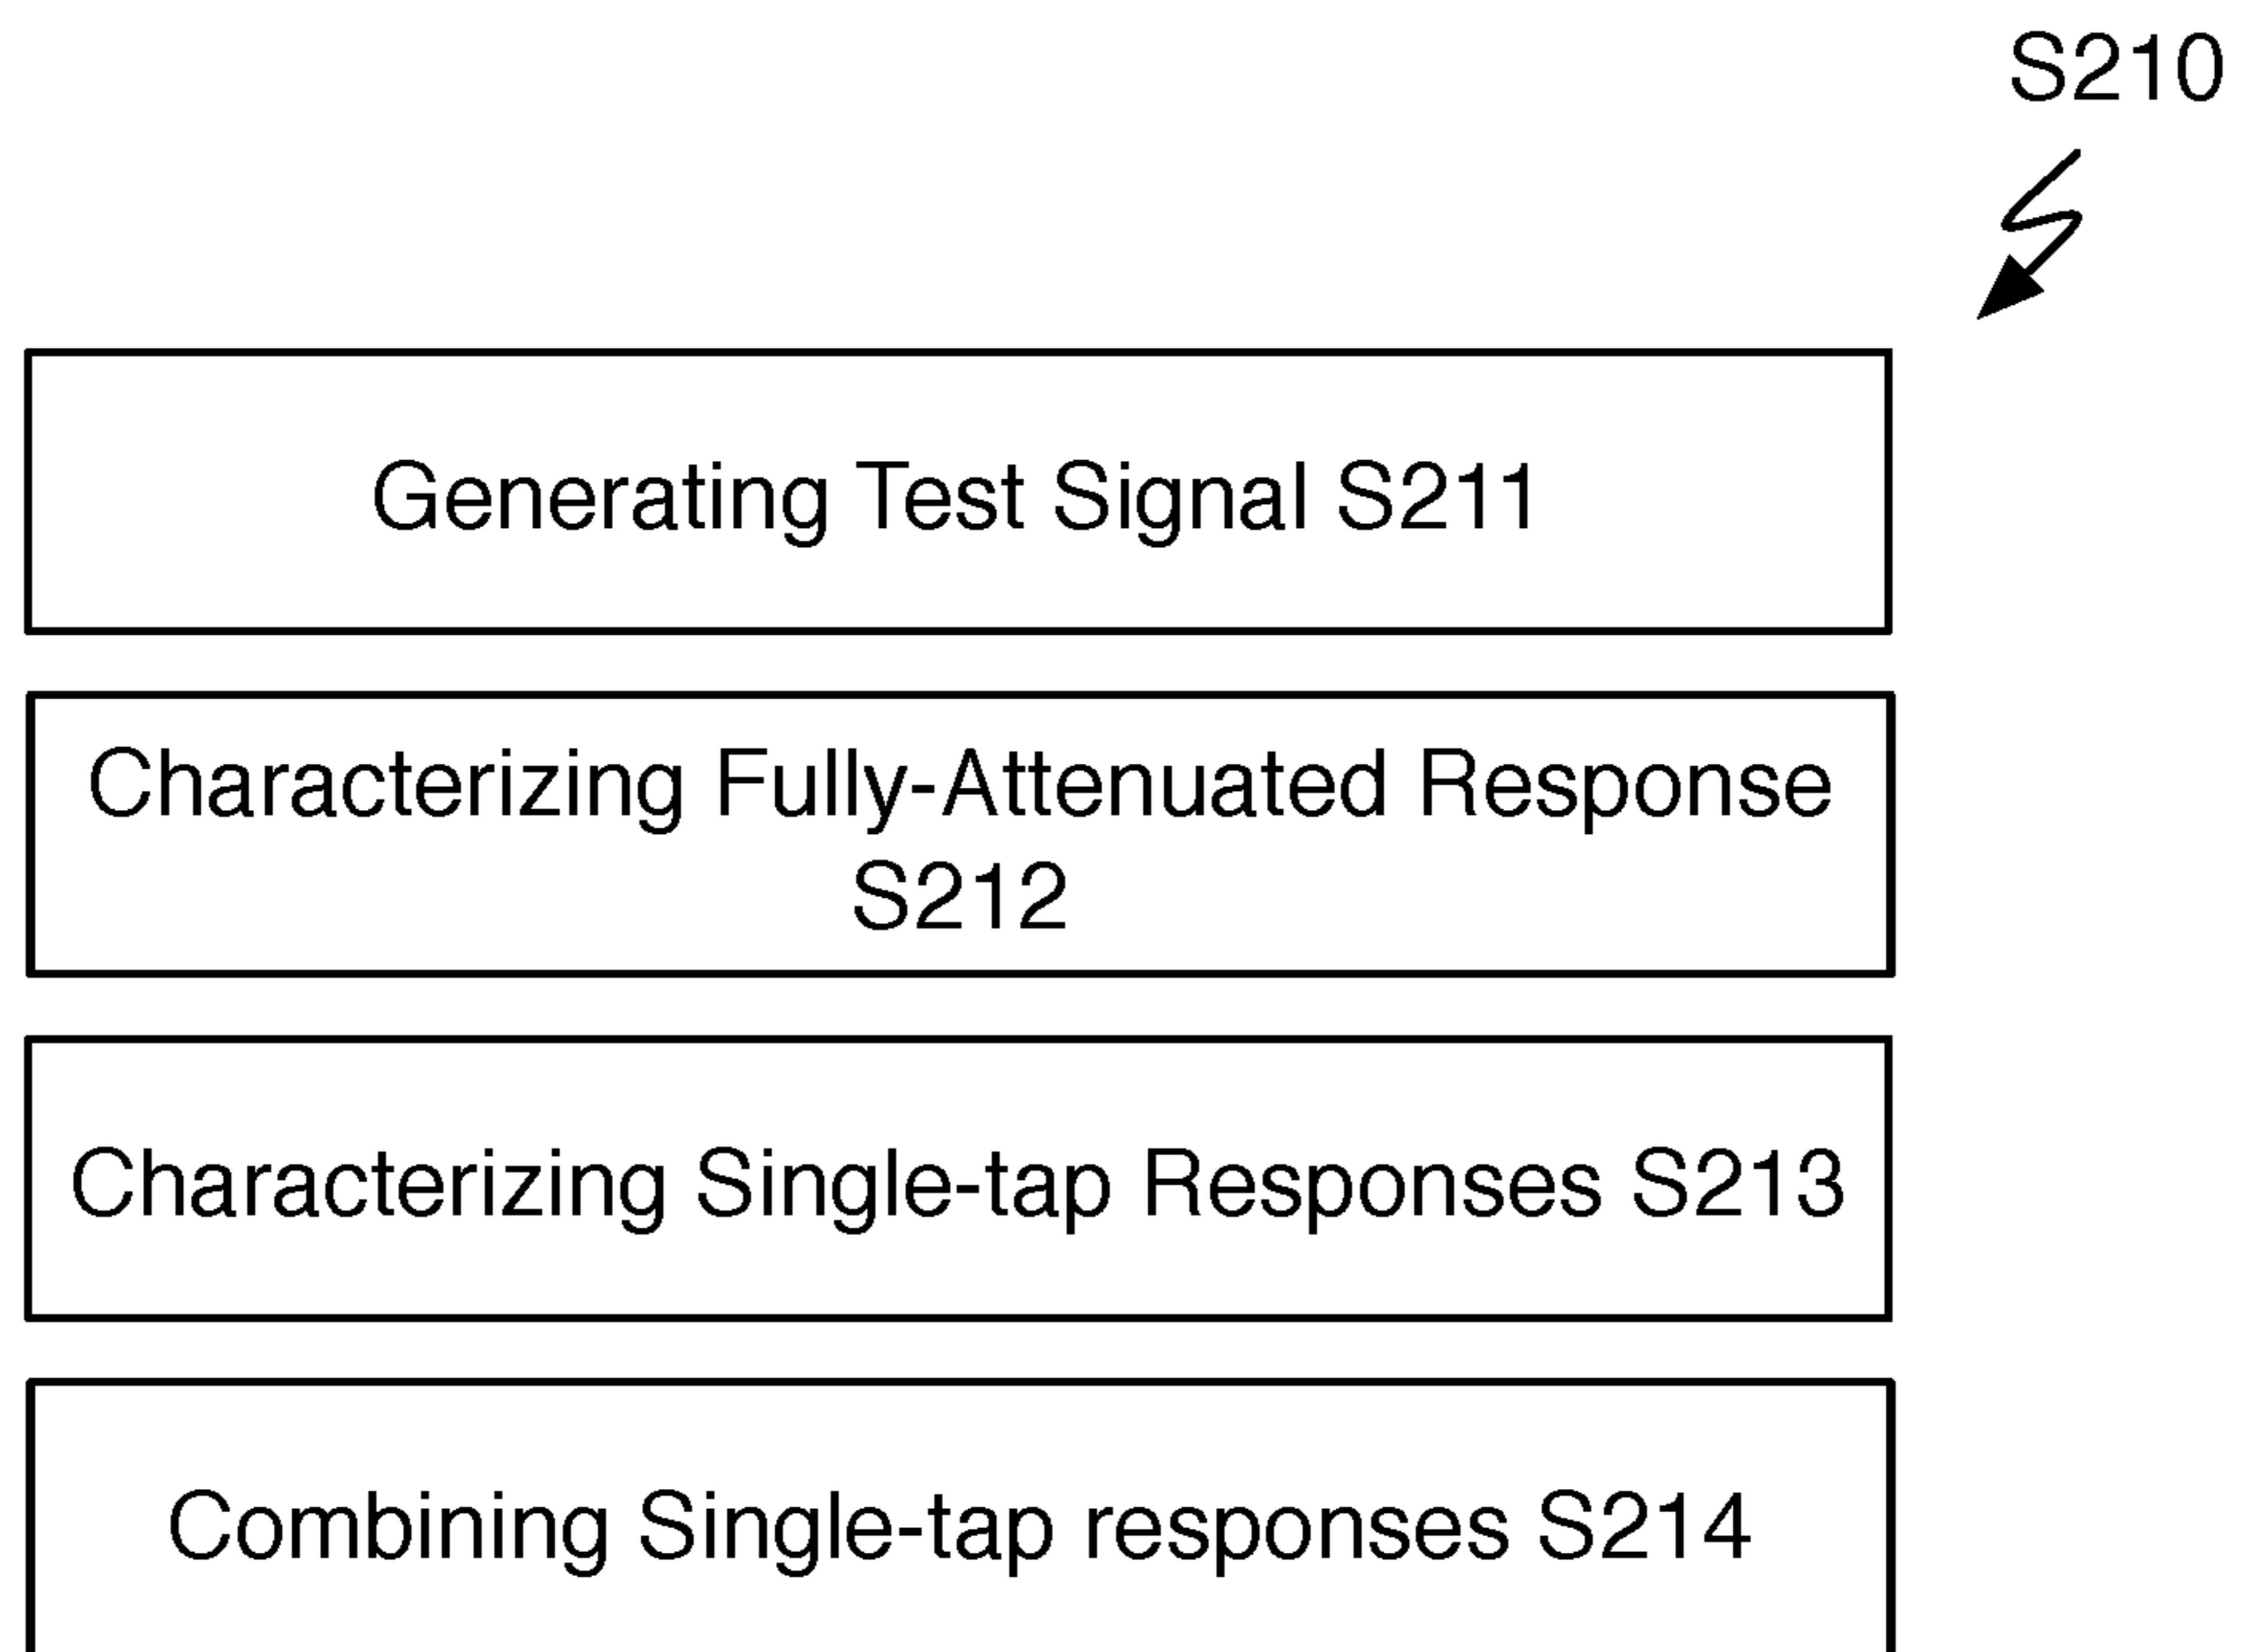 S210
Generating Test Signal S211
Characterizing Fully-Attenuated Response
S212
Characterizing Single-tap Responses S213
Combining Single-tap responses S214